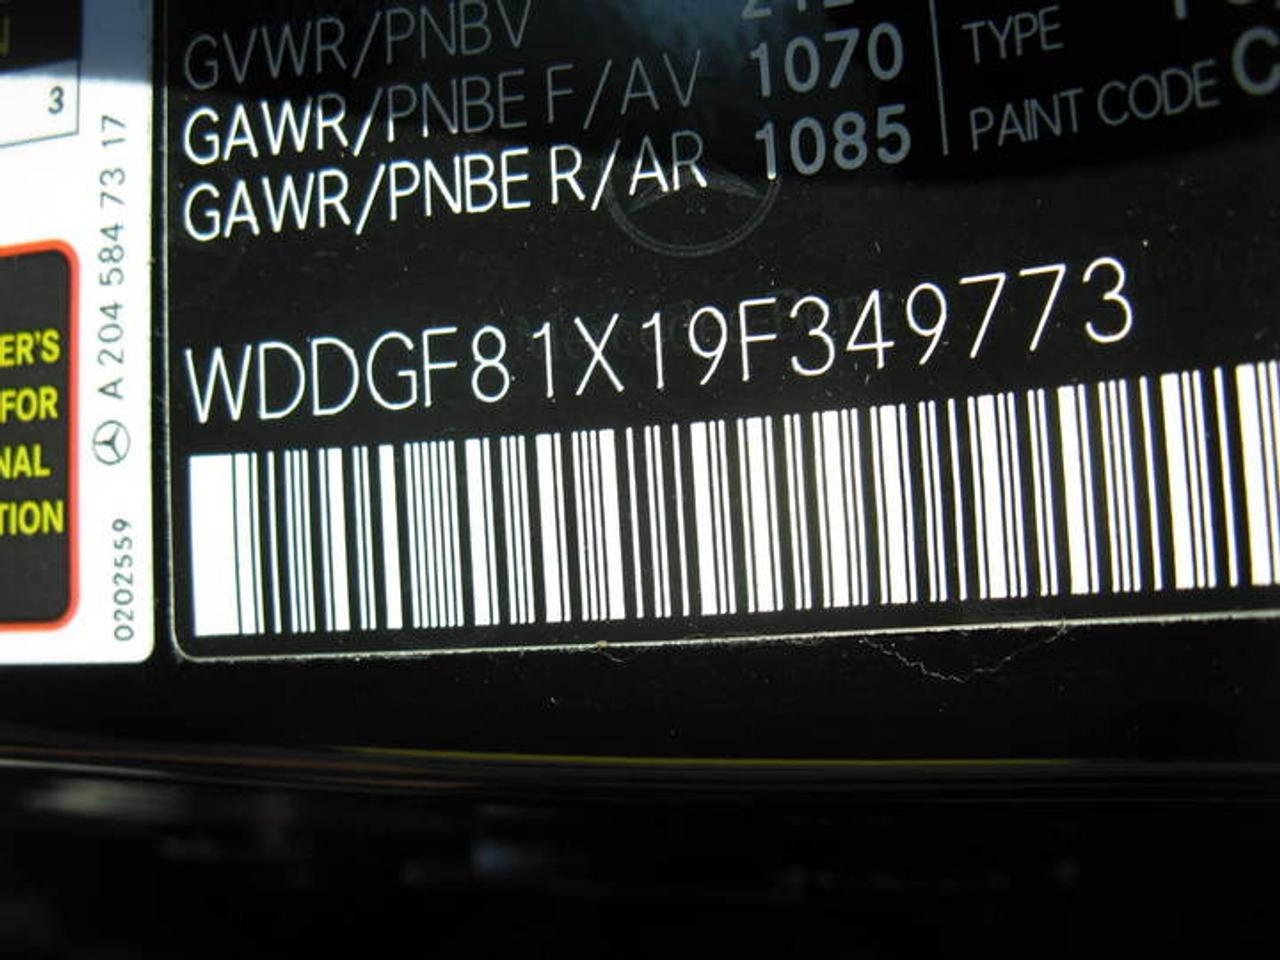 3
A 204 584 73 17
0202559
ER'S
FOR
NAL
TION
GVWR/PNBV
GAWR/PNBE F/AV 1070
GAWR/PNBE R/AR 1085
TYPE
PAINT CODE C
WDDGF81X19F349773